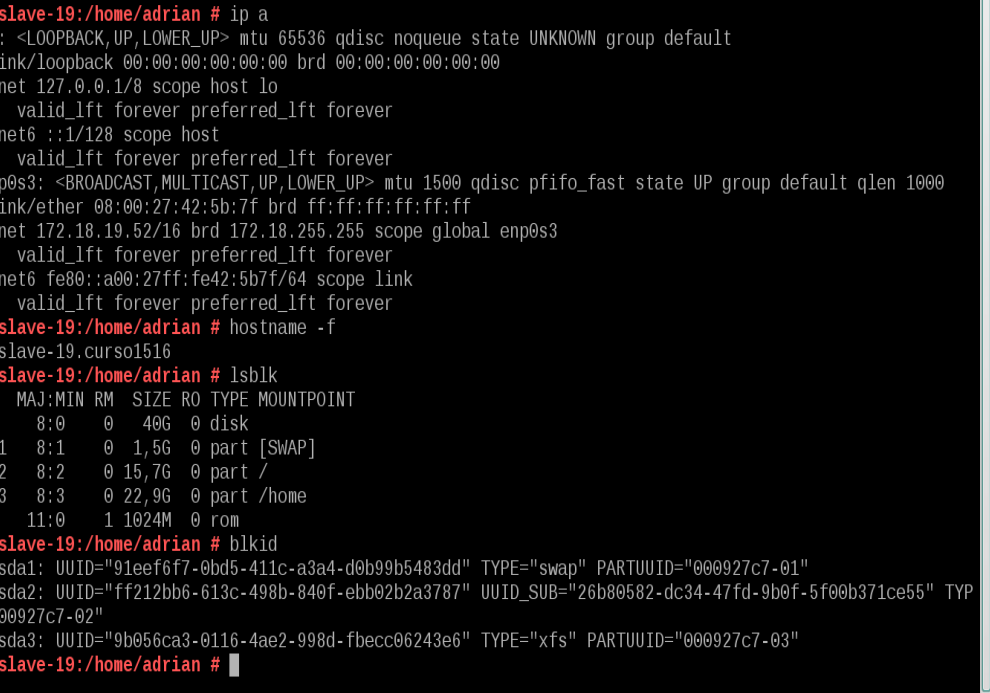 slave-19:/home/adrian # ip a
: <LOOPBACK,UP,LOWER_UP> mtu 65536 qdisc noqueue state UNKNOWN group default
ink/loopback 00:00:00:00:00:00 brd 00:00:00:00:00:00
net 127.0.0.1/8 scope host lo
valid_lft forever preferred_lft forever
net6 ::1/128 scope host
valid_lft forever preferred_lft forever
p0s3: <BROADCAST,MULTICAST,UP,LOWER_UP> mtu 1500 qdisc pfifo_fast state UP group default qlen 1000
ink/ether 08:00:27:42:5b:7f brd ff:ff:ff:ff:ff:ff
net 172.18.19.52/16 brd 172.18.255.255 scope global enp0s3
valid_lft forever preferred_lft forever
net6 fe80::a00:27ff:fe42:5b7f/64 scope link
valid_lft forever preferred_lft forever
slave-19:/home/adrian # hostname -f
slave-19.curso1516
slave-19:/home/adrian # lsblk
MAJ:MIN RM SIZE RO TYPE MOUNTPOINT
8:0 0 40G 0 disk
1 8:1 0 1,5G 0 part [SWAP]
2 8:2 0 15,7G 0 part /
3 8:3 0 22,9G 0 part /home
11:0 1 1024M 0 rom
slave-19:/home/adrian # blkid
sda1: UUID="91eef6f7-0bd5-411c-a3a4-d0b99b5483dd" TYPE="swap" PARTUUID="000927c7-01"
sda2: UUID="ff212bb6-613c-498b-840f-ebb02b2a3787" UUID_SUB="26b80582-dc34-47fd-9b0f-5f00b371ce55" TYP
00927c7-02"
sda3: UUID="9b056ca3-0116-4ae2-998d-fbecc06243e6" TYPE="xfs" PARTUUID="000927c7-03"
slave-19:/home/adrian #